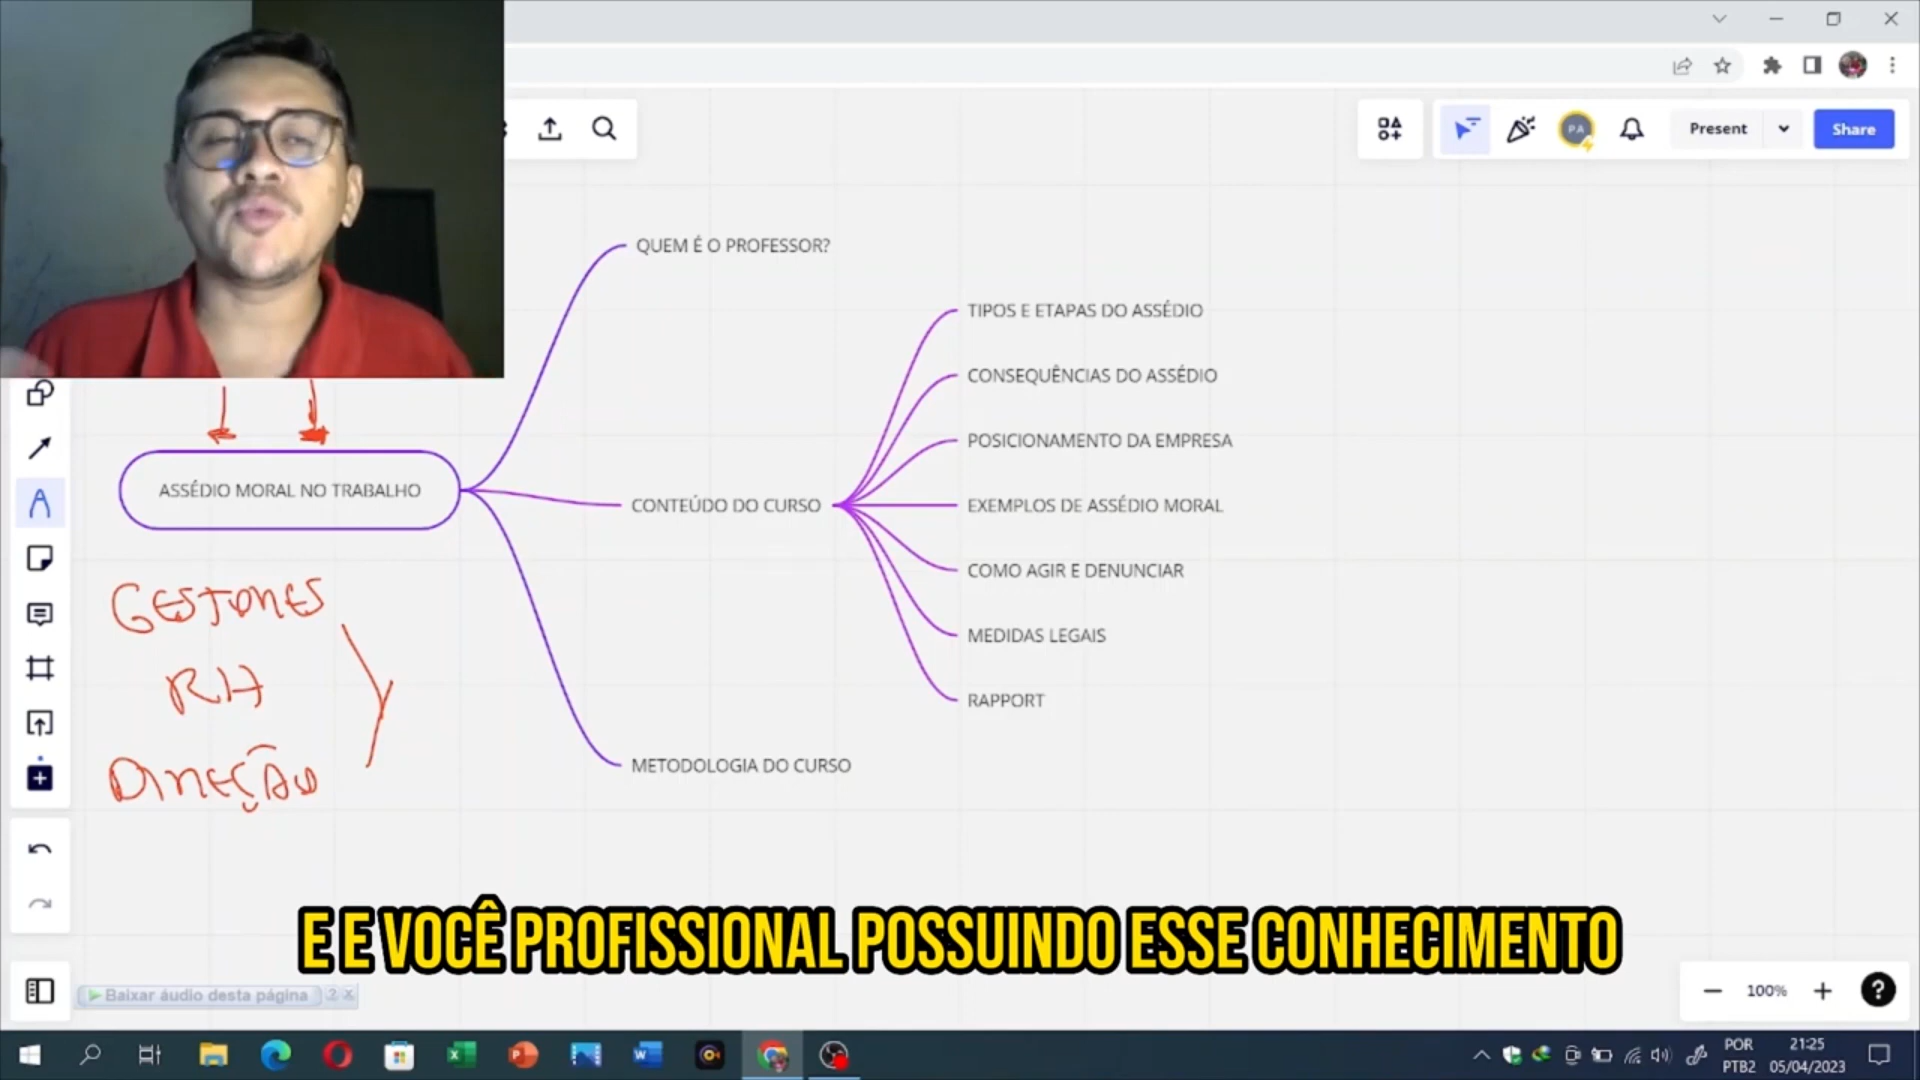 Present
Share
QUEM É O PROFESSOR?
TIPOS E ETAPAS DO ASSÉDIO
CONSEQUÊNCIAS DO ASSÉDIO
POSICIONAMENTO DA EMPRESA
ASSÉDIO MORAL NO TRABALHO
CONTEÚDO DO CURSO
EXEMPLOS DE ASSÉDIO MORAL
COMO AGIR E DENUNCIAR
GESTORES
MEDIDAS LEGAIS
RH
RAPPORT
DIREÇÃO
METODOLOGIA DO CURSO
E E VOCÊ PROFISSIONAL POSSUINDO ESSE CONHECIMENTO
Baixar áudio desta página ? X
100%
?
POR
PTB2
21:25
05/04/2023